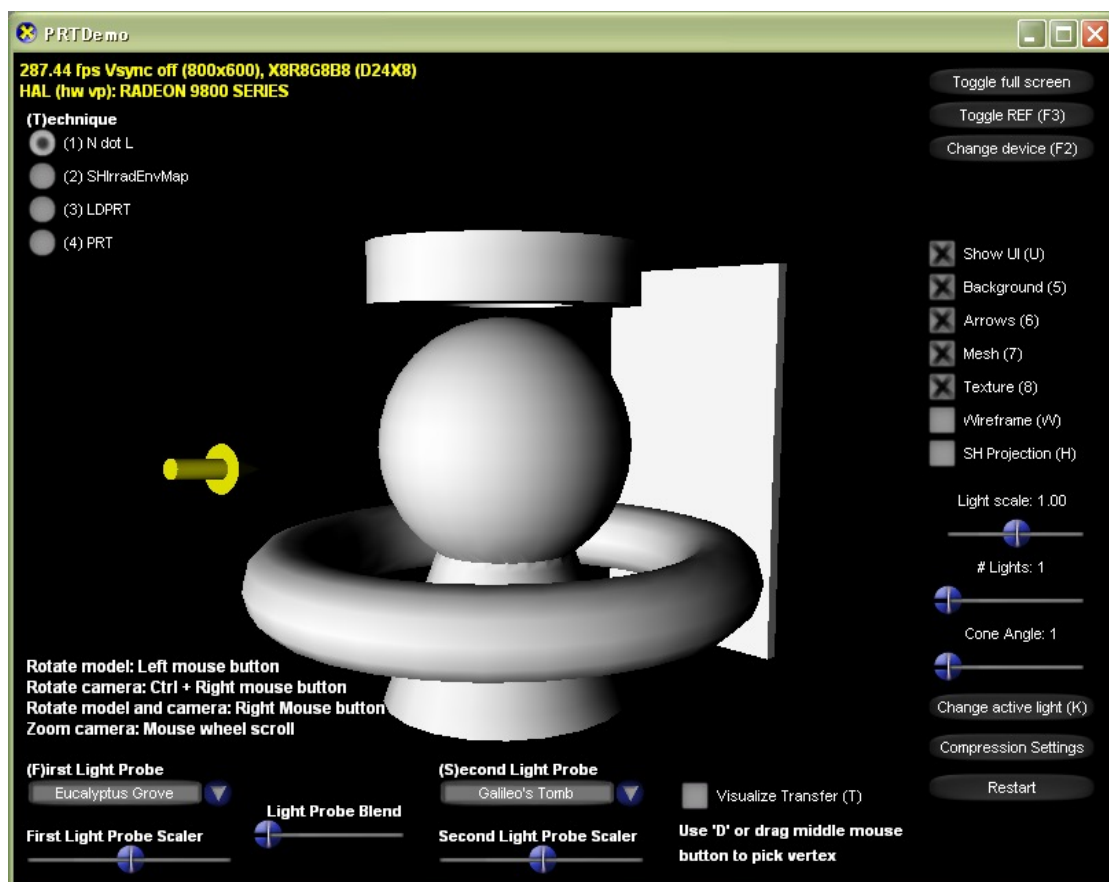 PRTDemo
287.44 fps Vsync off (800x600), X8R8G8B8 (D24X8)
HAL (hw vp): RADEON 9800 SERIES
(T)echnique
(1) N dot L
(2) SHIrradEnvMap
(3) LDPRT
(4) PRT
Toggle full screen
Toggle REF (F3)
Change device (F2)
Show UI (U)
Background (5)
Arrows (6)
Mesh (7)
Texture (8)
Wireframe (W)
SH Projection (H)
Light scale: 1.00
# Lights: 1
Cone Angle: 1
Change active light (K)
Compression Settings
Restart
Rotate model: Left mouse button
Rotate camera: Ctrl + Right mouse button
Rotate model and camera: Right Mouse button
Zoom camera: Mouse wheel scroll
(F)irst Light Probe
Eucalyptus Grove
Light Probe Blend
First Light Probe Scaler
(S)econd Light Probe
Galileo's Tomb
Second Light Probe Scaler
Visualize Transfer (T)
Use 'D' or drag middle mouse
button to pick vertex